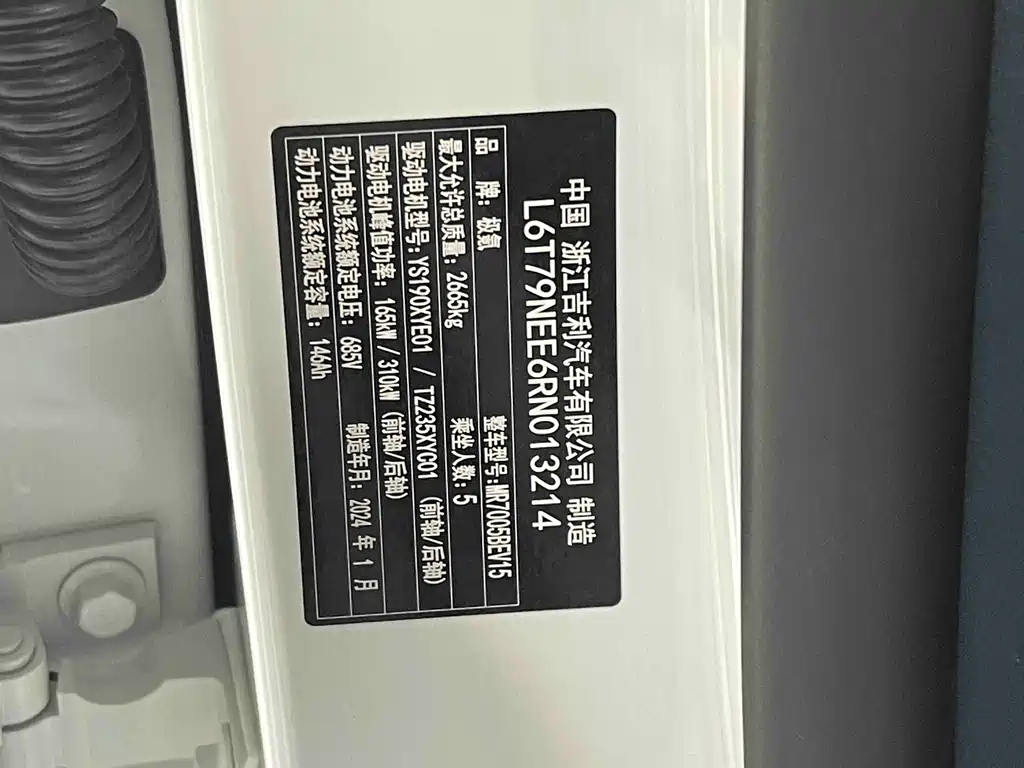 中国 浙江吉利汽车有限公司 制造
L6T79NEE6RN013214
品 牌: 极氪 整车型号:MR7005BEV15
最大允许总质量: 2665kg 乘坐人数: 5
驱动电机型号: YS190XYE01 / TZ235XYC01 (前轴/后轴)
驱动电机峰值功率: 165kW / 310kW (前轴/后轴)
动力电池系统额定电压: 685V 制造年月: 2024 年 1 月
动力电池系统额定容量: 146Ah